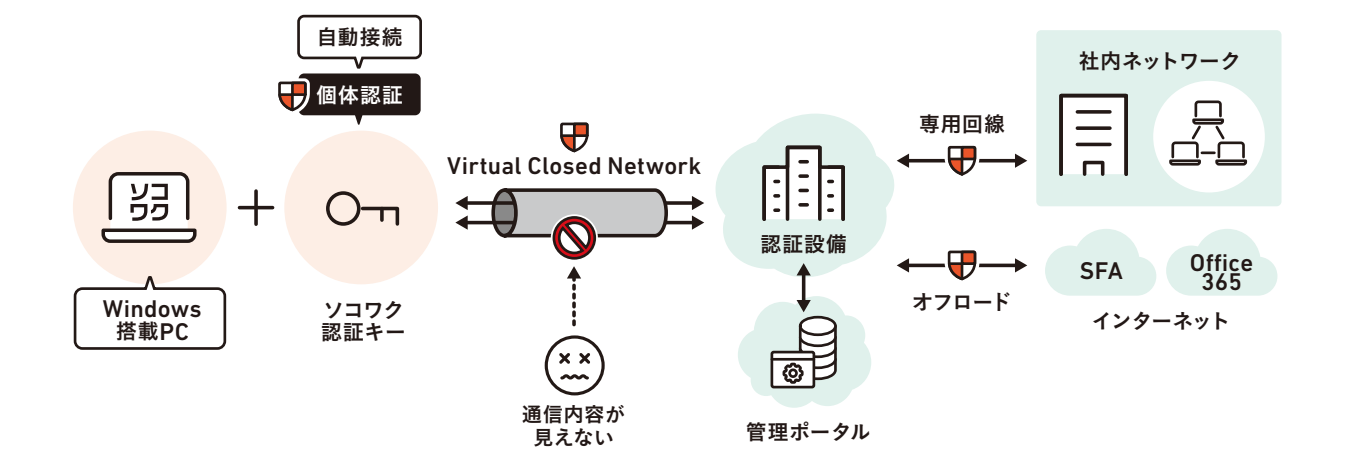 自動接続
個体認証
ソコ
ワク
Windows
搭載PC
ソコワク
認証キー
Virtual Closed Network
通信内容が
見えない
認証設備
管理ポータル
専用回線
オフロード
社内ネットワーク
SFA
Office
365
インターネット